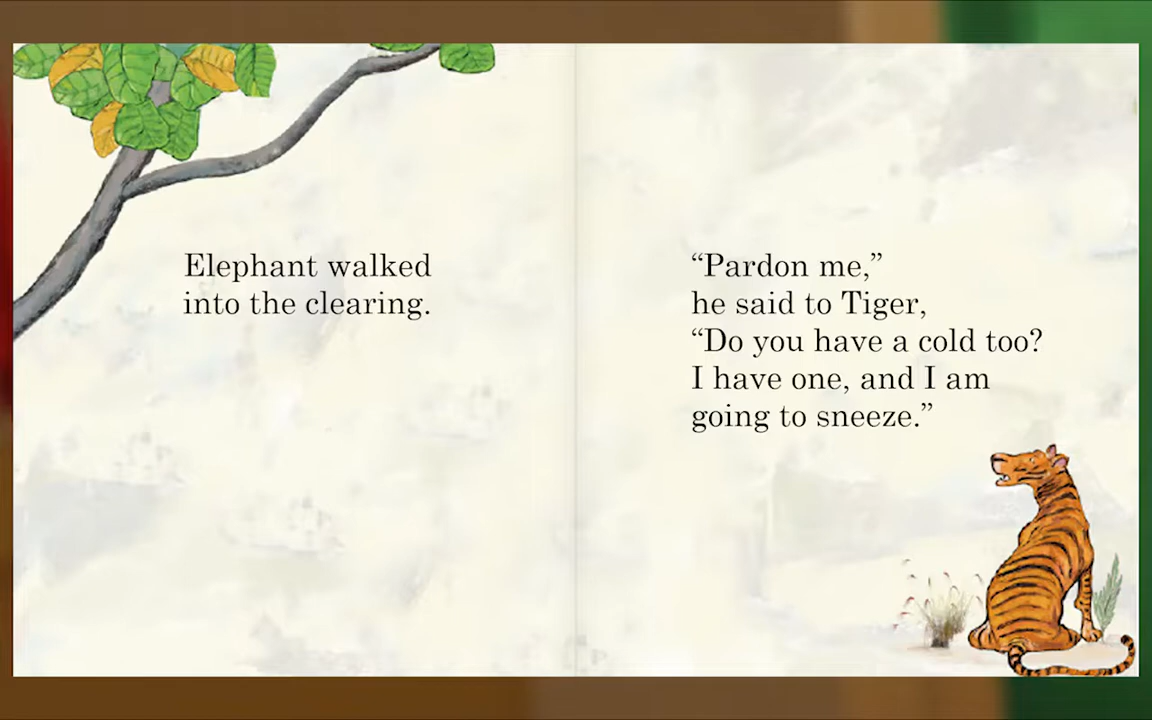 Elephant walked
into the clearing.
“Pardon me,”
he said to Tiger,
“Do you have a cold too?
I have one, and I am
going to sneeze.”